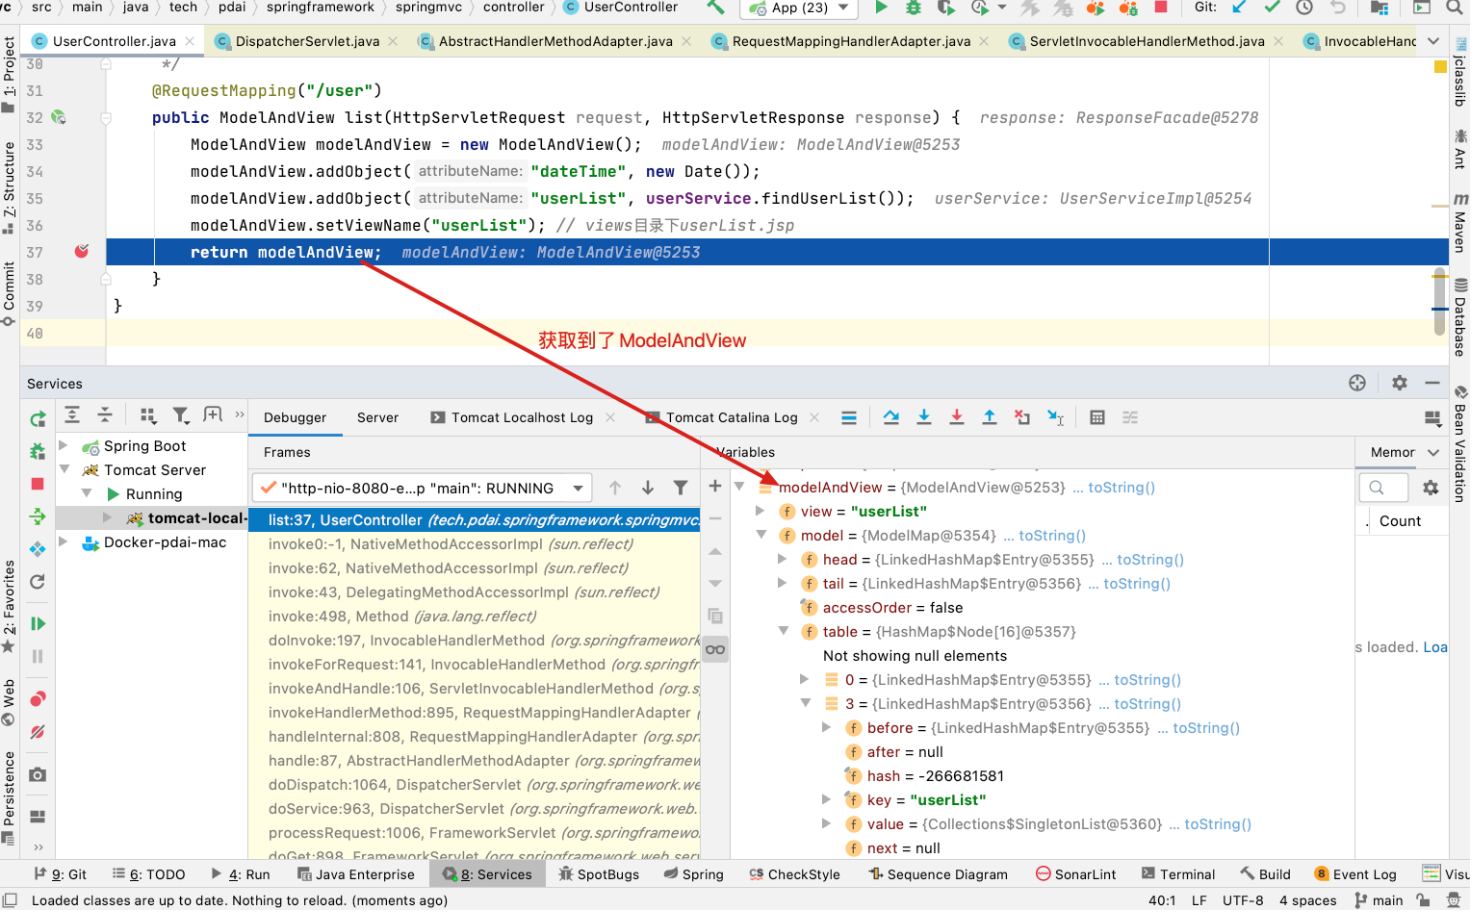 vc › src › main › java › tech › pdai › springframework › springmvc › controller › UserController
App (23)
Git:
UserController.java
DispatcherServlet.java
AbstractHandlerMethodAdapter.java
RequestMappingHandlerAdapter.java
ServletInvocableHandlerMethod.java
InvocableHand
1: Project
Z: Structure
Commit
2: Favorites
Web
Persistence
jclasslib
Ant
Maven
Database
Bean Validation
30 */
31 @RequestMapping("/user")
32 public ModelAndView list(HttpServletRequest request, HttpServletResponse response) { response: ResponseFacade@5278
33 ModelAndView modelAndView = new ModelAndView(); modelAndView: ModelAndView@5253
34 modelAndView.addObject( attributeName: "dateTime", new Date());
35 modelAndView.addObject( attributeName: "userList", userService.findUserList()); userService: UserServiceImpl@5254
36 modelAndView.setViewName("userList"); // views目录下userList.jsp
37 return modelAndView; modelAndView: ModelAndView@5253
38 }
39 }
40
获取到了 ModelAndView
Services
Debugger
Server
Tomcat Localhost Log
Tomcat Catalina Log
Spring Boot
Tomcat Server
Running
tomcat-local-
Docker-pdai-mac
Frames
"http-nio-8080-e...p "main": RUNNING
list:37, UserController (tech.pdai.springframework.springmvc.
invoke0:-1, NativeMethodAccessorImpl (sun.reflect)
invoke:62, NativeMethodAccessorImpl (sun.reflect)
invoke:43, DelegatingMethodAccessorImpl (sun.reflect)
invoke:498, Method (java.lang.reflect)
doInvoke:197, InvocableHandlerMethod (org.springframework
invokeForRequest:141, InvocableHandlerMethod (org.springfr
invokeAndHandle:106, ServletInvocableHandlerMethod (org.s
invokeHandlerMethod:895, RequestMappingHandlerAdapter (
handleInternal:808, RequestMappingHandlerAdapter (org.spr
handle:87, AbstractHandlerMethodAdapter (org.springframew
doDispatch:1064, DispatcherServlet (org.springframework.we
doService:963, DispatcherServlet (org.springframework.web.
processRequest:1006, FrameworkServlet (org.springframewo
doGet:898, FrameworkServlet (org.springframework.web.serv
Variables
modelAndView = {ModelAndView@5253} ... toString()
view = "userList"
model = {ModelMap@5354} ... toString()
head = {LinkedHashMap$Entry@5355} ... toString()
tail = {LinkedHashMap$Entry@5356} ... toString()
accessOrder = false
table = {HashMap$Node[16]@5357}
Not showing null elements
0 = {LinkedHashMap$Entry@5355} ... toString()
3 = {LinkedHashMap$Entry@5356} ... toString()
before = {LinkedHashMap$Entry@5355} ... toString()
after = null
hash = -266681581
key = "userList"
value = {Collections$SingletonList@5360} ... toString()
next = null
Memor
Count
s loaded. Loa
9: Git
6: TODO
4: Run
Java Enterprise
8: Services
SpotBugs
Spring
CheckStyle
Sequence Diagram
SonarLint
Terminal
Build
8 Event Log
Visu
Loaded classes are up to date. Nothing to reload. (moments ago)
40:1 LF UTF-8 4 spaces main